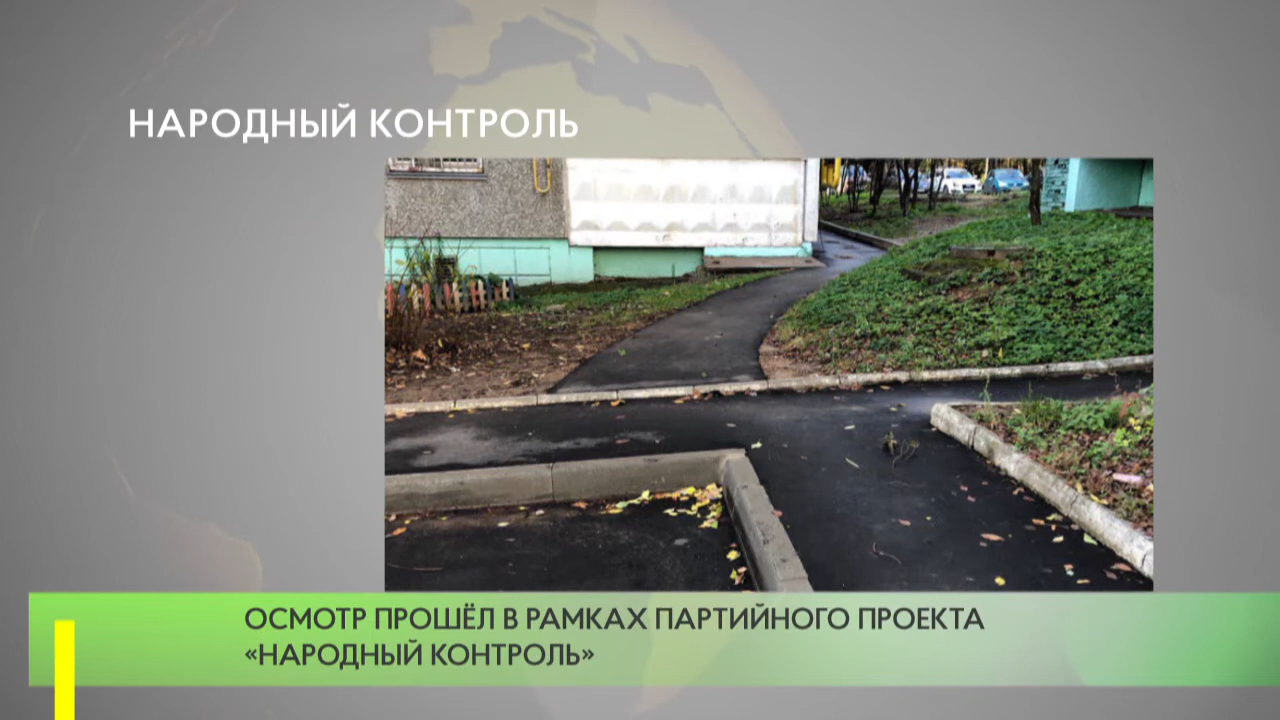 НАРОДНЫЙ КОНТРОЛЬ
ОСМОТР ПРОШЁЛ В РАМКАХ ПАРТИЙНОГО ПРОЕКТА
«НАРОДНЫЙ КОНТРОЛЬ»